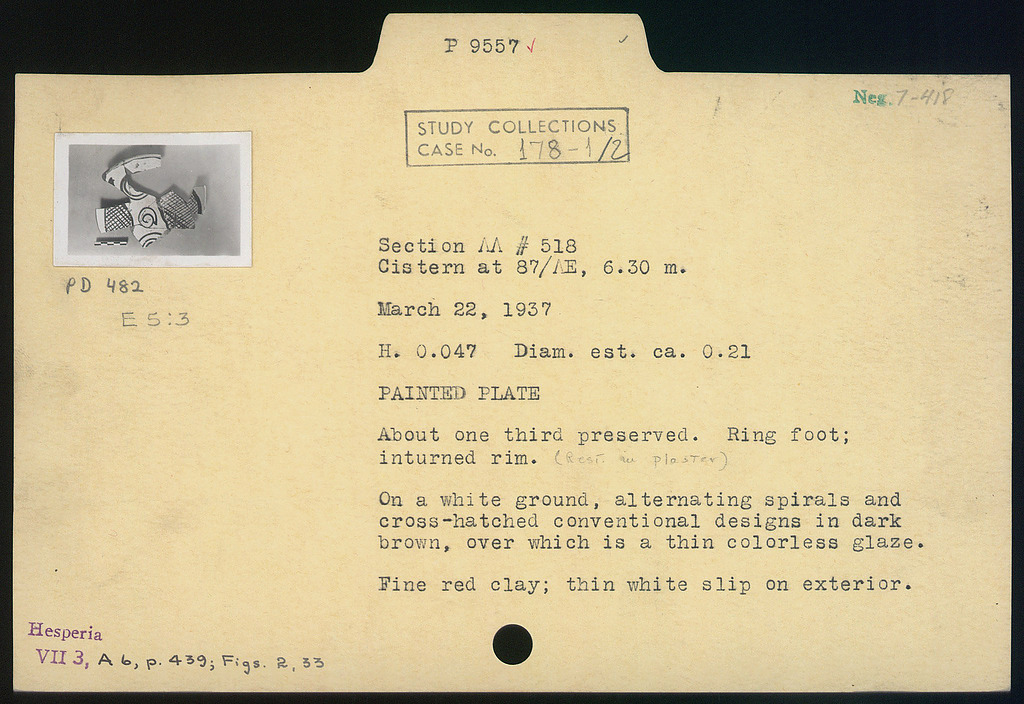 P 9557 ✓ ✓
Neg. 7-418
STUDY COLLECTIONS
CASE No. 178-1/2
PD 482
E 5:3
Section ΛΛ # 518
Cistern at 87/ΛE, 6.30 m.
March 22, 1937
H. 0.047 Diam. est. ca. 0.21
PAINTED PLATE
About one third preserved. Ring foot;
inturned rim. (Rest. in plaster)
On a white ground, alternating spirals and
cross-hatched conventional designs in dark
brown, over which is a thin colorless glaze.
Fine red clay; thin white slip on exterior.
Hesperia
VII 3, A 6, p. 439; Figs. 2, 33